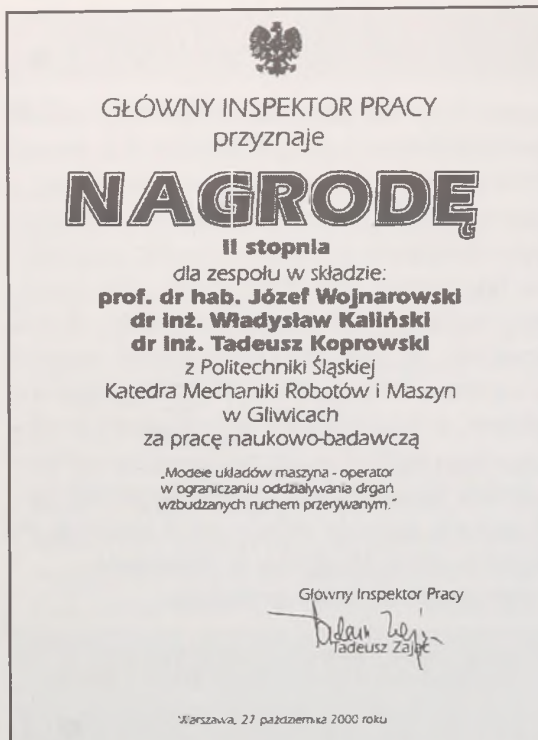 GŁÓWNY INSPEKTOR PRACY
przyznaje
NAGRODĘ
II stopnia
dla zespołu w składzie:
prof. dr hab. Józef Wojnarowski
dr inż. Władysław Kaliński
dr inż. Tadeusz Koprowski
z Politechniki Śląskiej
Katedra Mechaniki Robotów i Maszyn
w Gliwicach
za pracę naukowo-badawczą
„Modele układów maszyna - operator
w ograniczaniu oddziaływania drgań
wzbudzanych ruchem przerywanym.”
Główny Inspektor Pracy
Tadeusz Zając
Warszawa, 27 października 2000 roku